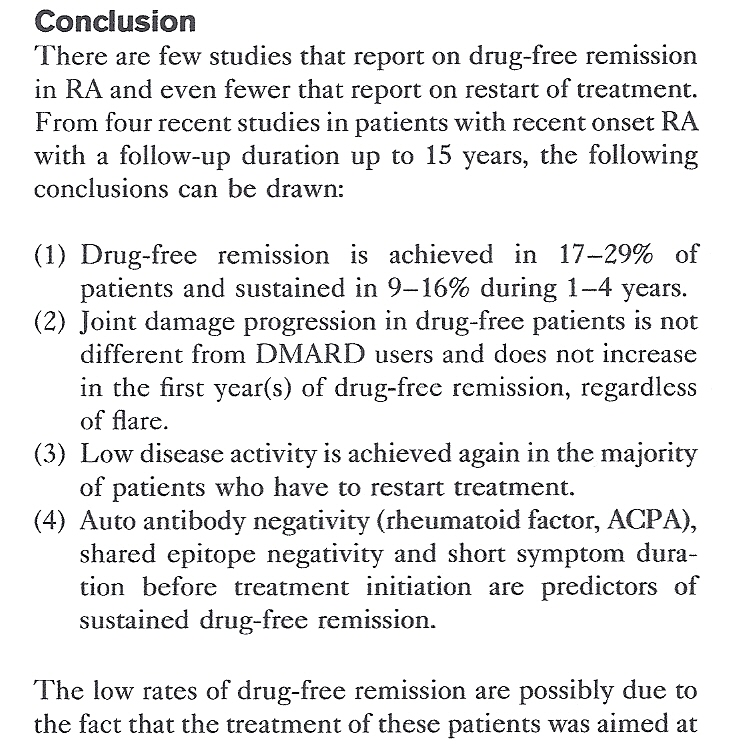 Conclusion
There are few studies that report on drug-free remission
in RA and even fewer that report on restart of treatment.
From four recent studies in patients with recent onset RA
with a follow-up duration up to 15 years, the following
conclusions can be drawn:
(1) Drug-free remission is achieved in 17–29% of
patients and sustained in 9–16% during 1–4 years.
(2) Joint damage progression in drug-free patients is not
different from DMARD users and does not increase
in the first year(s) of drug-free remission, regardless
of flare.
(3) Low disease activity is achieved again in the majority
of patients who have to restart treatment.
(4) Auto antibody negativity (rheumatoid factor, ACPA),
shared epitope negativity and short symptom dura-
tion before treatment initiation are predictors of
sustained drug-free remission.
The low rates of drug-free remission are possibly due to
the fact that the treatment of these patients was aimed at